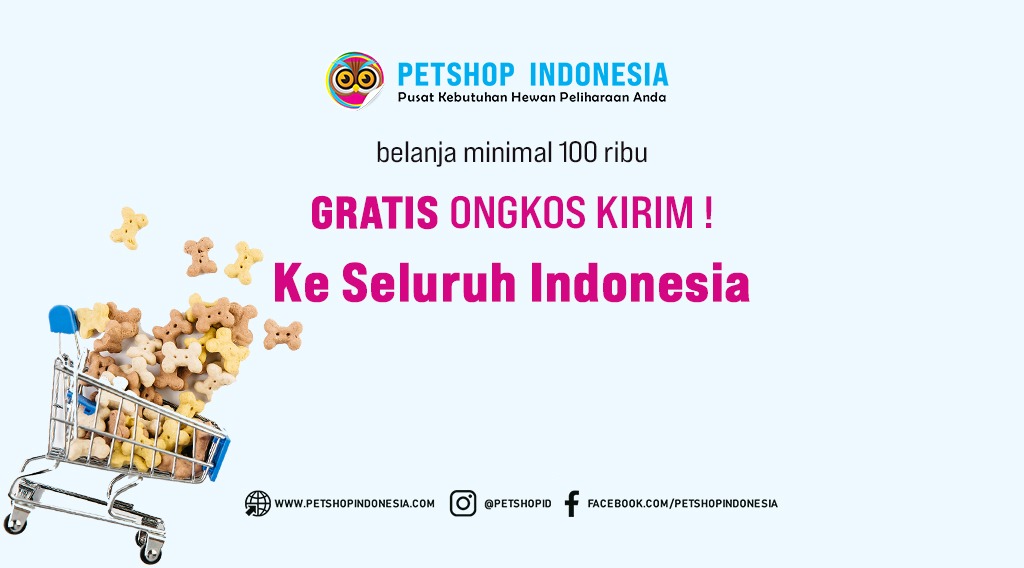 PETSHOP INDONESIA
Pusat Kebutuhan Hewan Peliharaan Anda
belanja minimal 100 ribu
GRATIS ONGKOS KIRIM !
Ke Seluruh Indonesia
WWW.PETSHOPINDONESIA.COM @PETSHOPID FACEBOOK.COM/PETSHOPINDONESIA